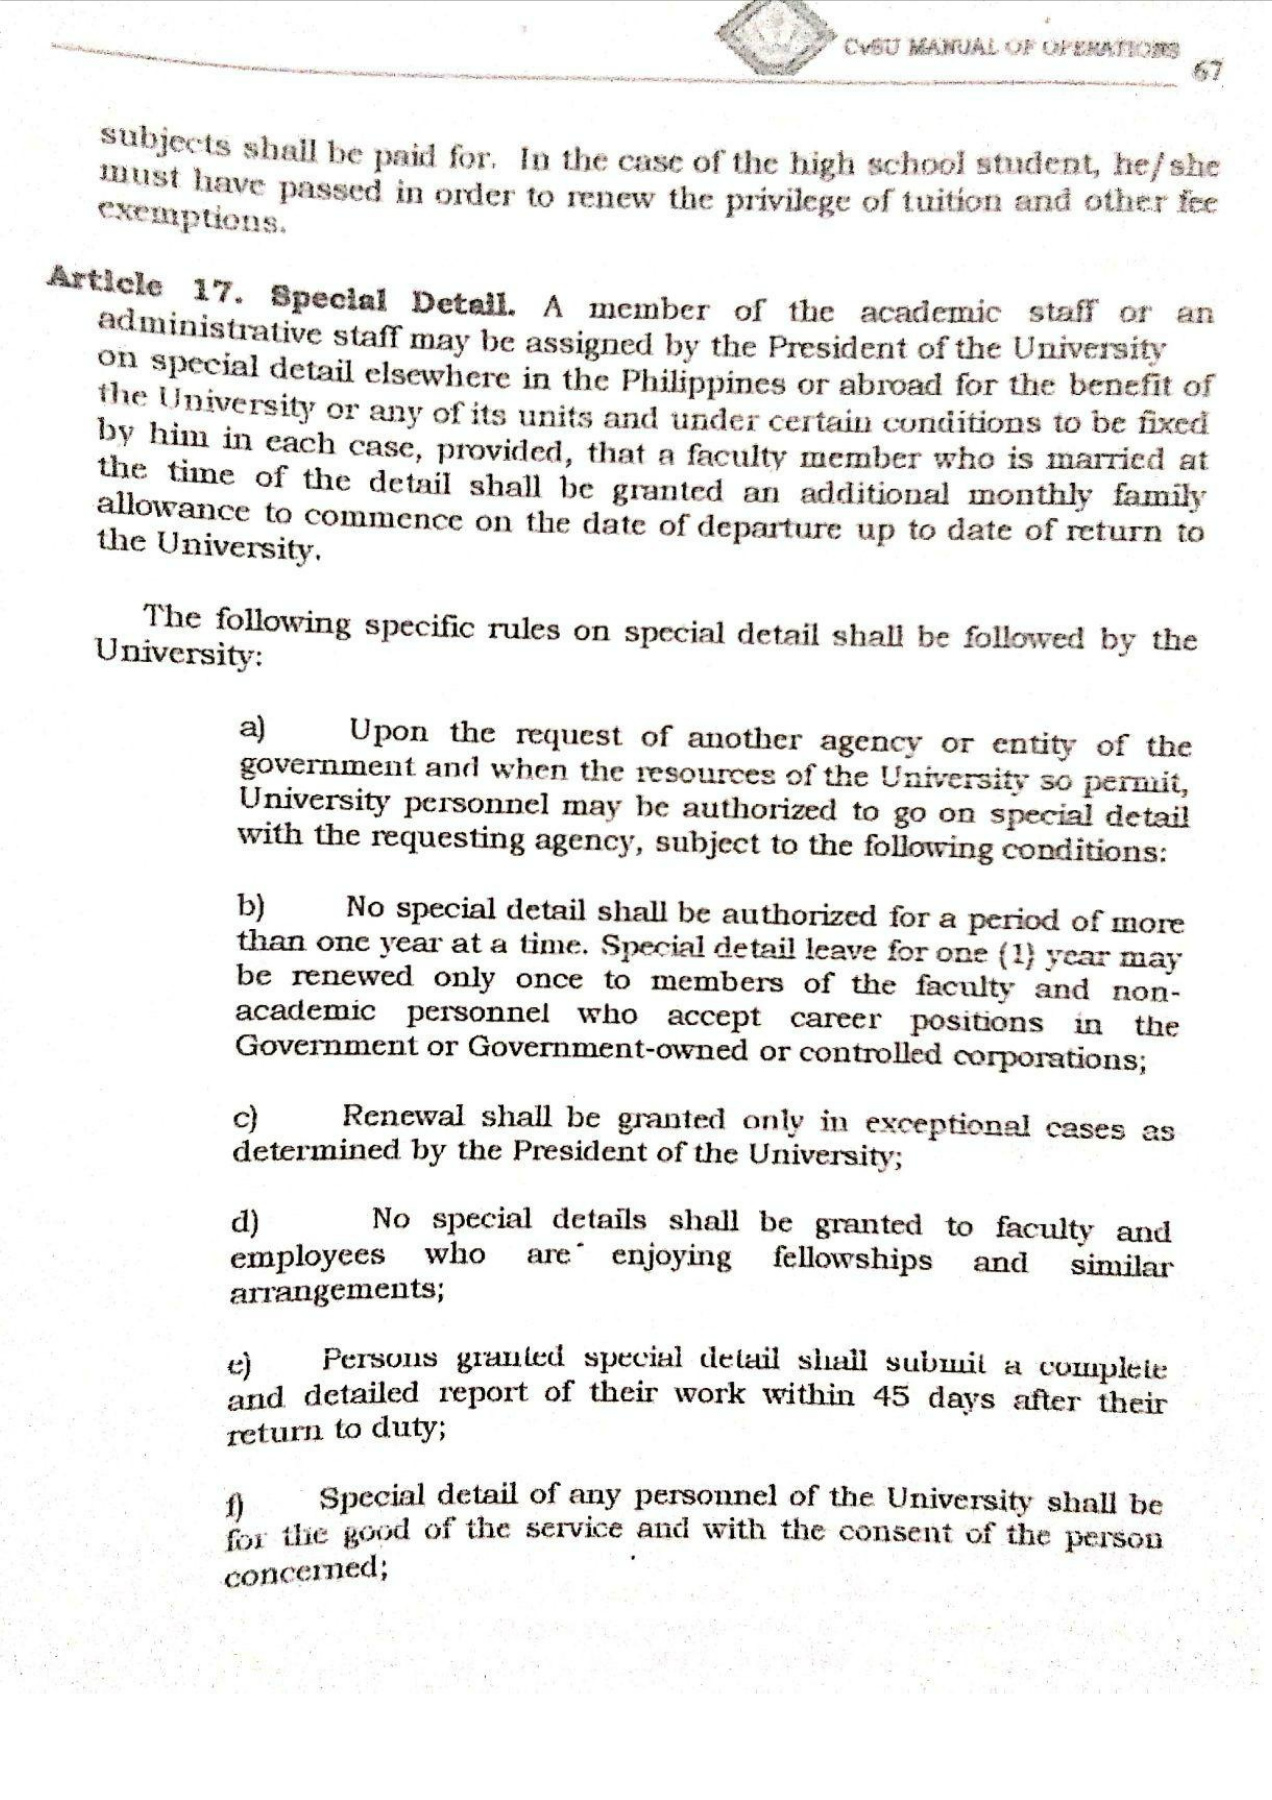 CvSU MANUAL OF OPERATIONS
67
subjects shall be paid for. In the case of the high school student, he/she
must have passed in order to renew the privilege of tuition and other fee
exemptions.
Article 17. Special Detail. A member of the academic staff or an
administrative staff may be assigned by the President of the University
on special detail elsewhere in the Philippines or abroad for the benefit of
the University or any of its units and under certain conditions to be fixed
by him in each case, provided, that a faculty member who is married at
the time of the detail shall be granted an additional monthly family
allowance to commence on the date of departure up to date of return to
the University.
The following specific rules on special detail shall be followed by the
University:
a) Upon the request of another agency or entity of the
government and when the resources of the University so permit,
University personnel may be authorized to go on special detail
with the requesting agency, subject to the following conditions:
b) No special detail shall be authorized for a period of more
than one year at a time. Special detail leave for one (1) year may
be renewed only once to members of the faculty and non-
academic personnel who accept career positions in the
Government or Government-owned or controlled corporations;
c) Renewal shall be granted only in exceptional cases as
determined by the President of the University;
d) No special details shall be granted to faculty and
employees who are enjoying fellowships and similar
arrangements;
e) Persons granted special detail shall submit a complete
and detailed report of their work within 45 days after their
return to duty;
f) Special detail of any personnel of the University shall be
for the good of the service and with the consent of the person
concerned;